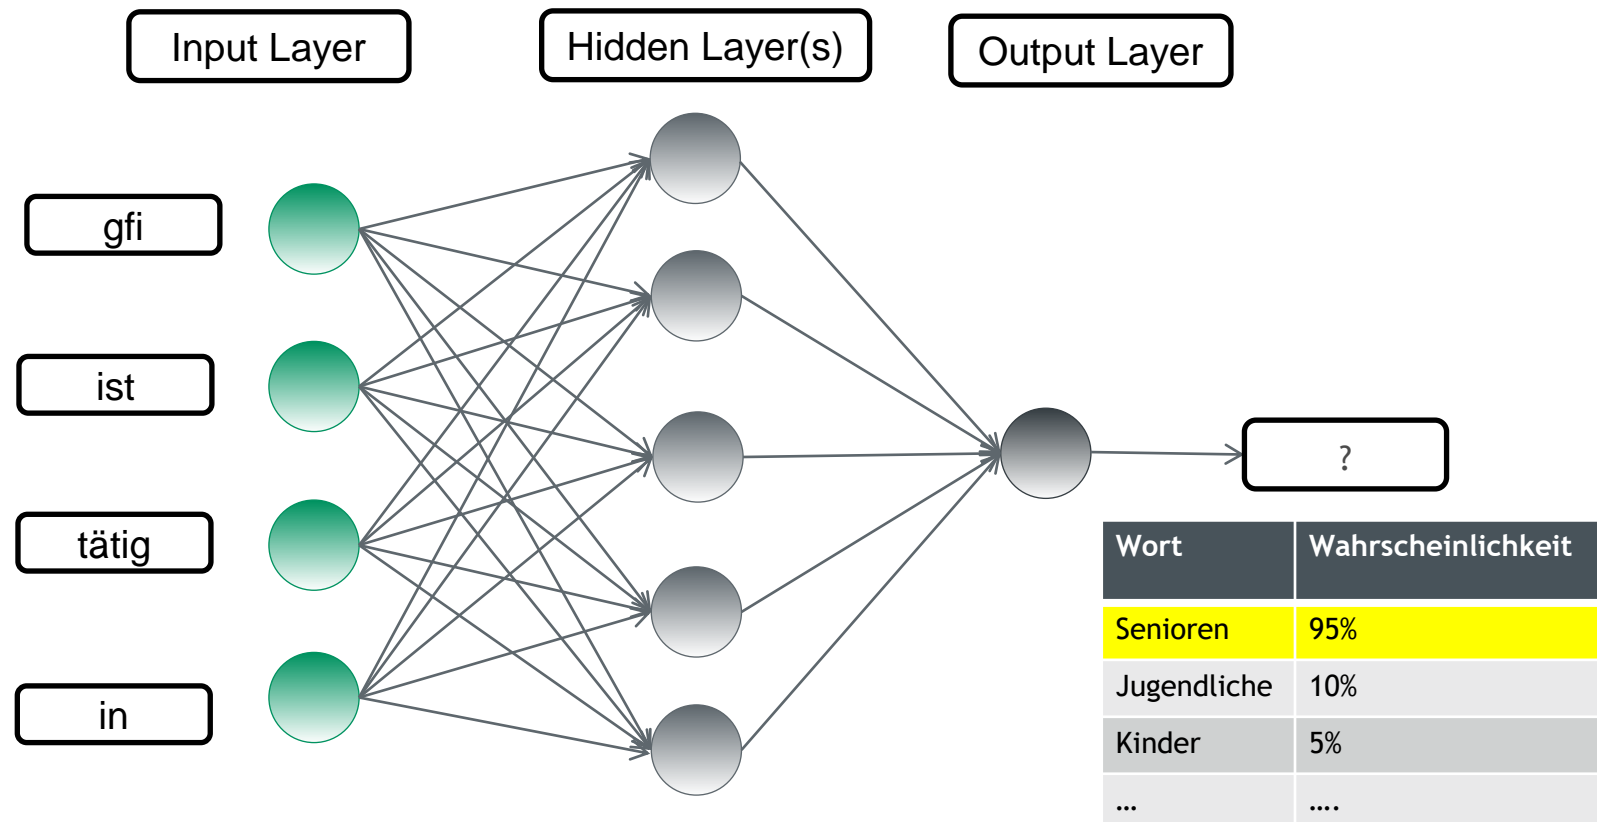 Input Layer
Hidden Layer(s)
Output Layer
gfi
ist
tätig
in
?
Wort Wahrscheinlichkeit
Senioren 95%
Jugendliche 10%
Kinder 5%
... ....